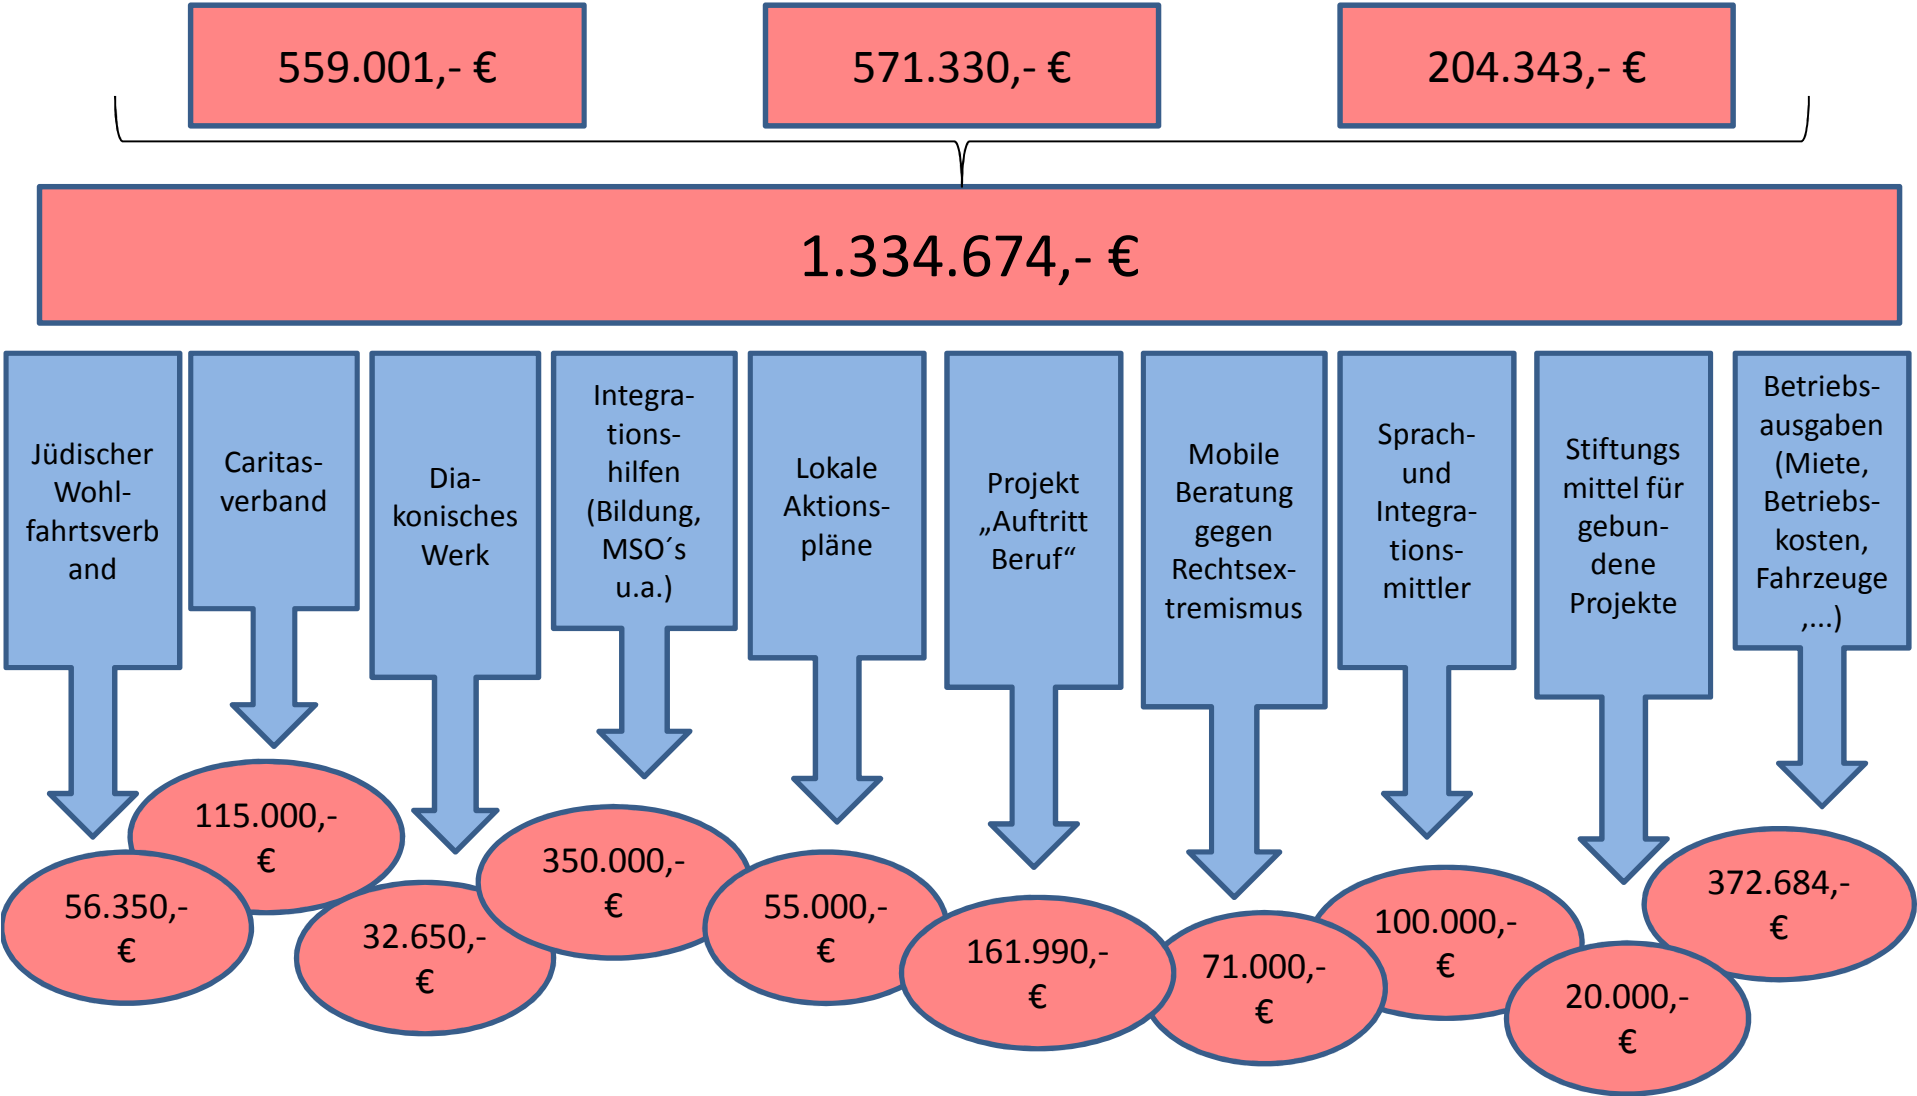 559.001,- €
571.330,- €
204.343,- €
1.334.674,- €
Jüdischer
Wohl-
fahrtsverb
and
Caritas-
verband
Dia-
konisches
Werk
Integra-
tions-
hilfen
(Bildung,
MSO´s
u.a.)
Lokale
Aktions-
pläne
Projekt
„Auftritt
Beruf“
Mobile
Beratung
gegen
Rechtsex-
tremismus
Sprach-
und
Integra-
tions-
mittler
Stiftungs
mittel für
gebun-
dene
Projekte
Betriebs-
ausgaben
(Miete,
Betriebs-
kosten,
Fahrzeuge
,...)
56.350,-
€
115.000,-
€
32.650,-
€
350.000,-
€
55.000,-
€
161.990,-
€
71.000,-
€
100.000,-
€
20.000,-
€
372.684,-
€